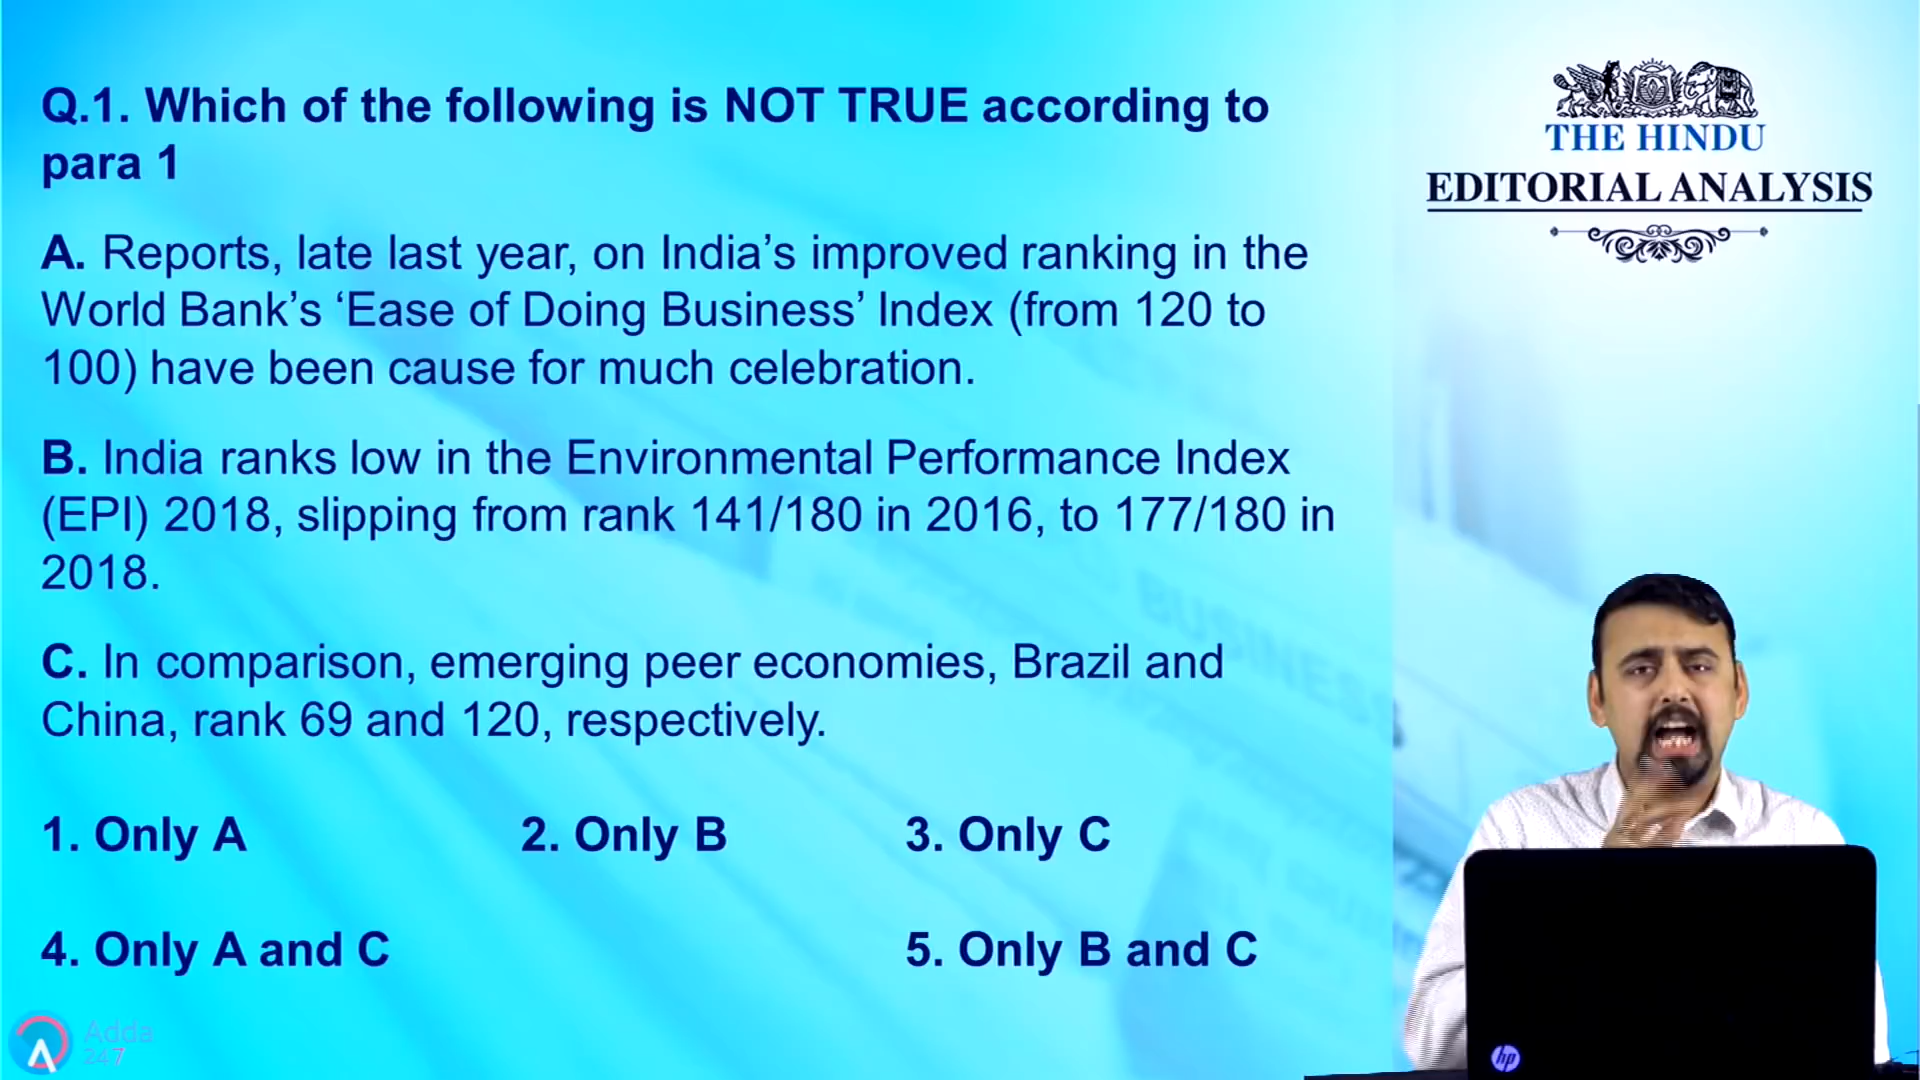 Q.1. Which of the following is NOT TRUE according to
para 1
A. Reports, late last year, on India’s improved ranking in the
World Bank’s ‘Ease of Doing Business’ Index (from 120 to
100) have been cause for much celebration.
B. India ranks low in the Environmental Performance Index
(EPI) 2018, slipping from rank 141/180 in 2016, to 177/180 in
2018.
C. In comparison, emerging peer economies, Brazil and
China, rank 69 and 120, respectively.
1. Only A
2. Only B
3. Only C
4. Only A and C
5. Only B and C
THE HINDU
EDITORIAL ANALYSIS
BUSINESS
hp
Adda
247